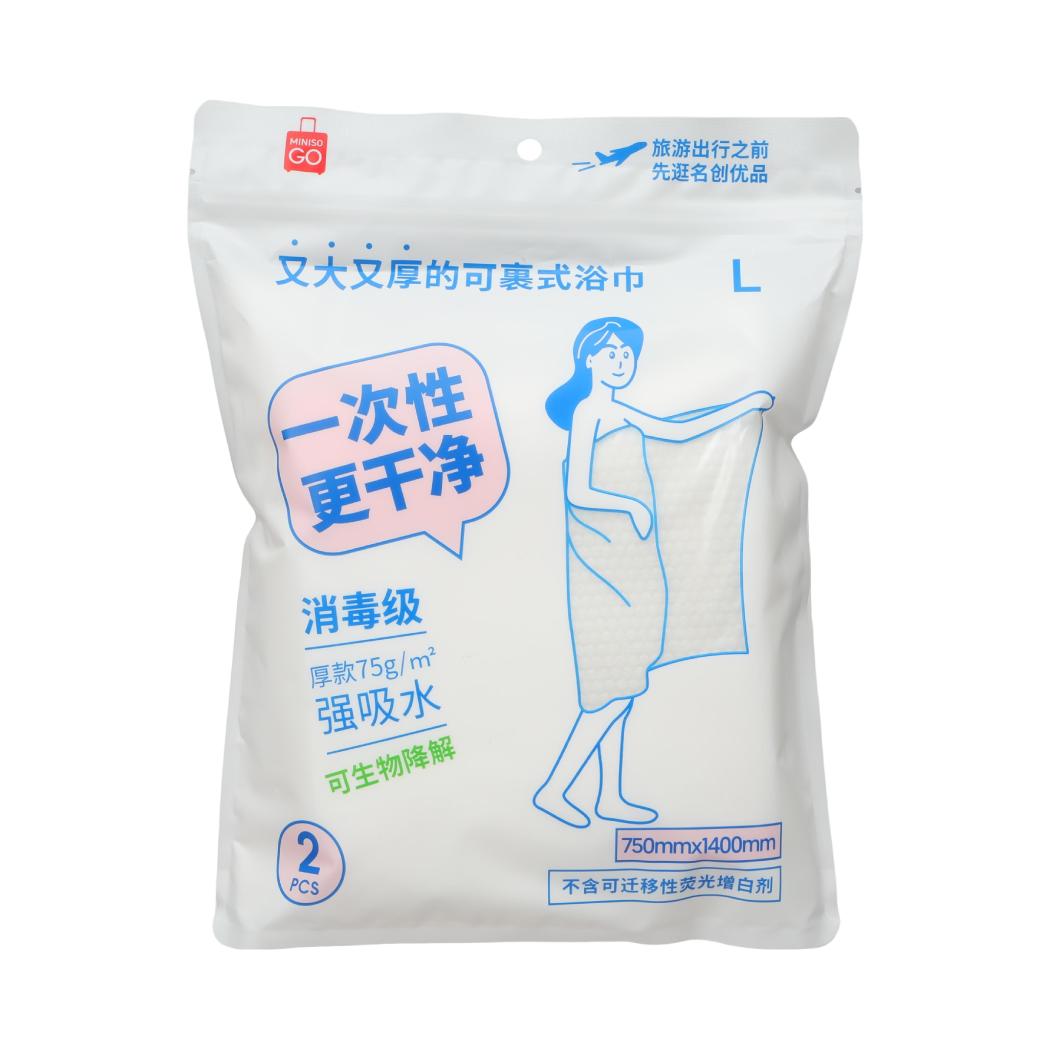 MINISO
GO
旅游出行之前
先逛名创优品
又大又厚的可裹式浴巾
L
一次性
更干净
消毒级
厚款75g/m²
强吸水
可生物降解
2
PCS
750mmx1400mm
不含可迁移性荧光增白剂